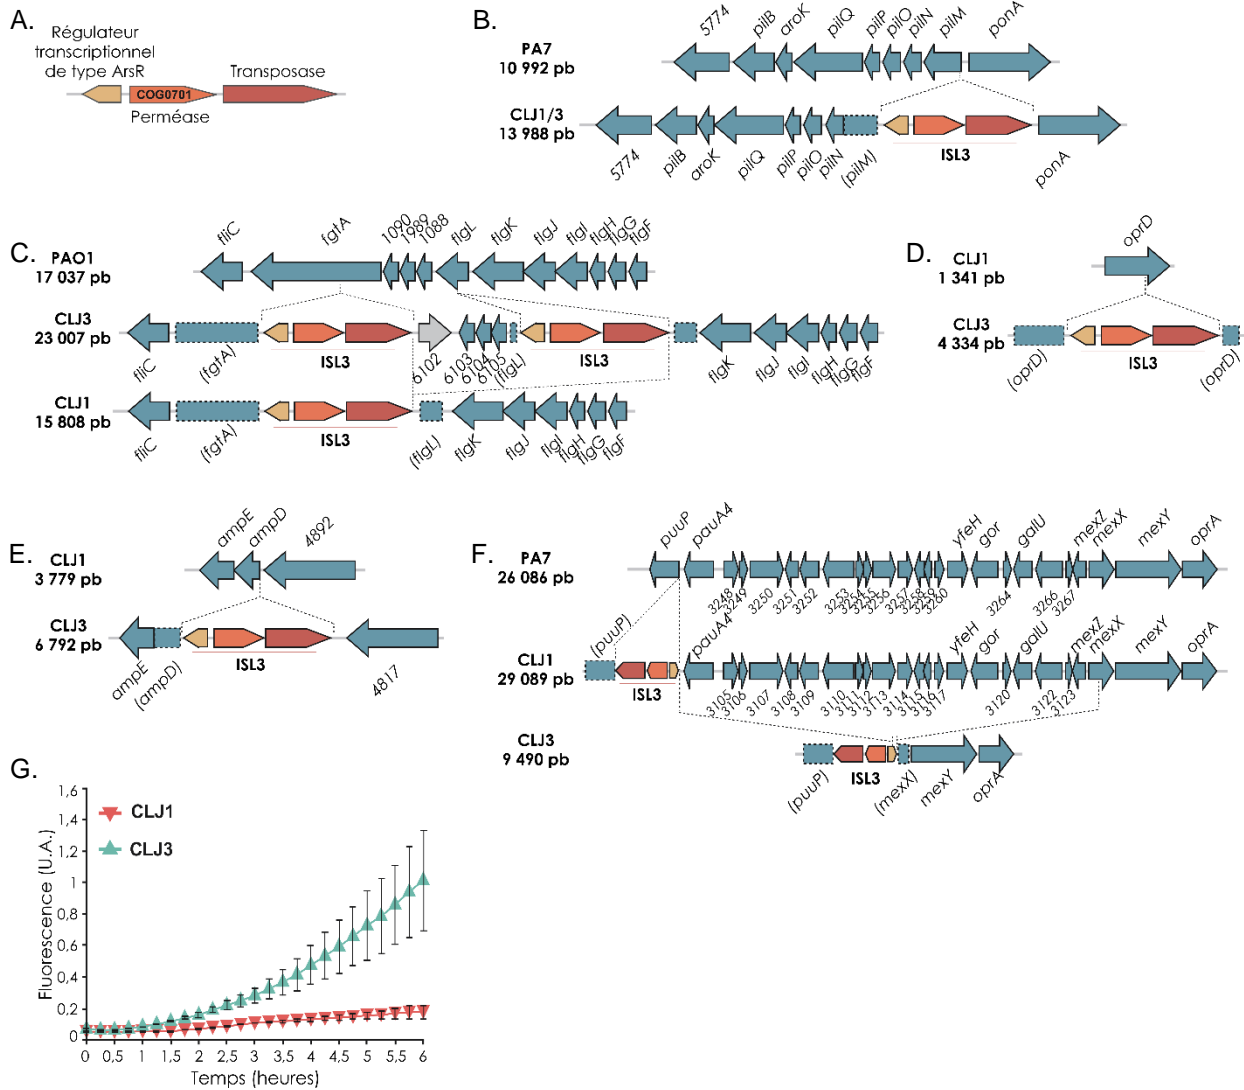 A.
Régulateur
transcriptionnel
de type ArsR
Transposase
COG0701
Perméase
B.
5774 pilB aroK pilQ pilP pilO pilN pilM ponA
PA7
10 992 pb
CLJ1/3
13 988 pb
ISL3
5774 pilB aroK pilQ pilP pilO pilN (pilM) ponA
C.
fliC fgtA 1090 1989 1088 flgL flgK flgJ flgI flgH flgG flgF
PAO1
17 037 pb
CLJ3
23 007 pb
ISL3 ISL3
fliC (fgtA) 6102 6103 6104 6105 (flgL) flgK flgJ flgI flgH flgG flgF
CLJ1
15 808 pb
ISL3
fliC (fgtA) (flgL) flgK flgJ flgI flgH flgG flgF
D.
oprD
CLJ1
1 341 pb
CLJ3
4 334 pb
ISL3
(oprD) (oprD)
E.
ampE ampD 4892
CLJ1
3 779 pb
CLJ3
6 792 pb
ISL3
ampE (ampD) 4817
F.
puuP pauA4 yfeH gor galU mexZ mexX mexY oprA
PA7
26 086 pb
3248 3249 3250 3251 3252 3253 3254 3255 3256 3257 3258 3259 3260 3264 3266 3267
(puuP) pauA4 yfeH gor galU mexZ mexX mexY oprA
CLJ1
29 089 pb
ISL3
3105 3106 3107 3108 3109 3110 3111 3112 3113 3114 3115 3116 3117 3120 3122 3123
CLJ3
9 490 pb
ISL3
(puuP) (mexX) mexY oprA
G.
1,6
1,4
1,2
1
0,8
0,6
0,4
0,2
0
CLJ1
CLJ3
Fluorescence (U.A.)
0 0,5 1 1,5 2 2,5 3 3,5 4 4,5 5 5,5 6
Temps (heures)